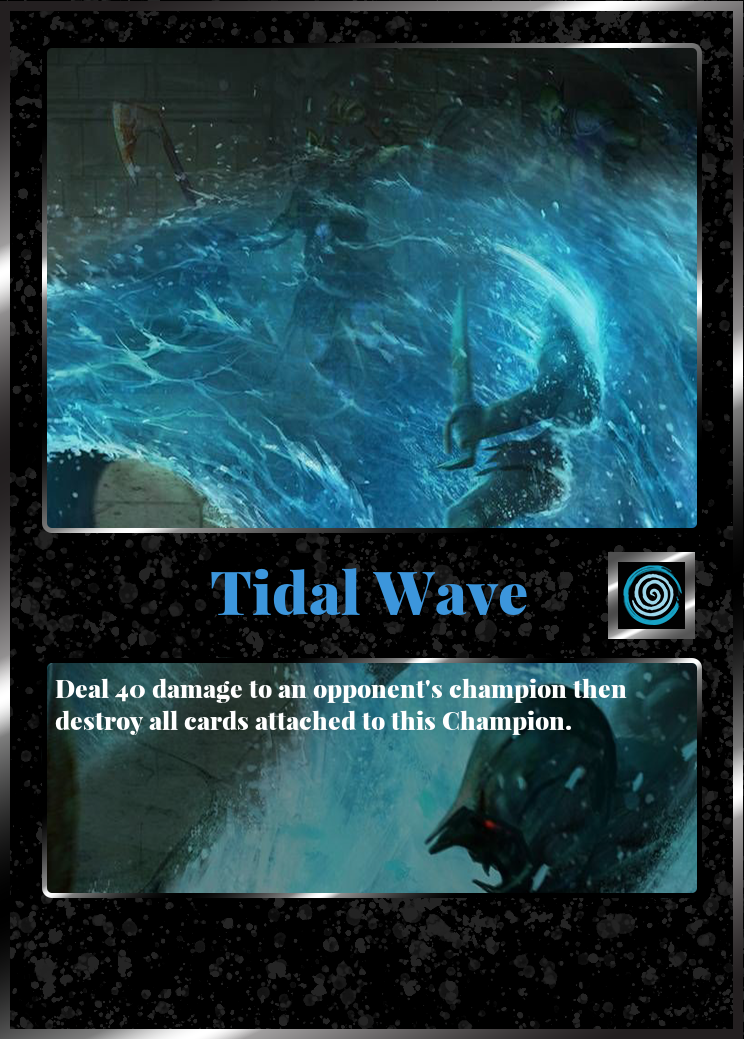 Tidal Wave
Deal 40 damage to an opponent's champion then
destroy all cards attached to this Champion.